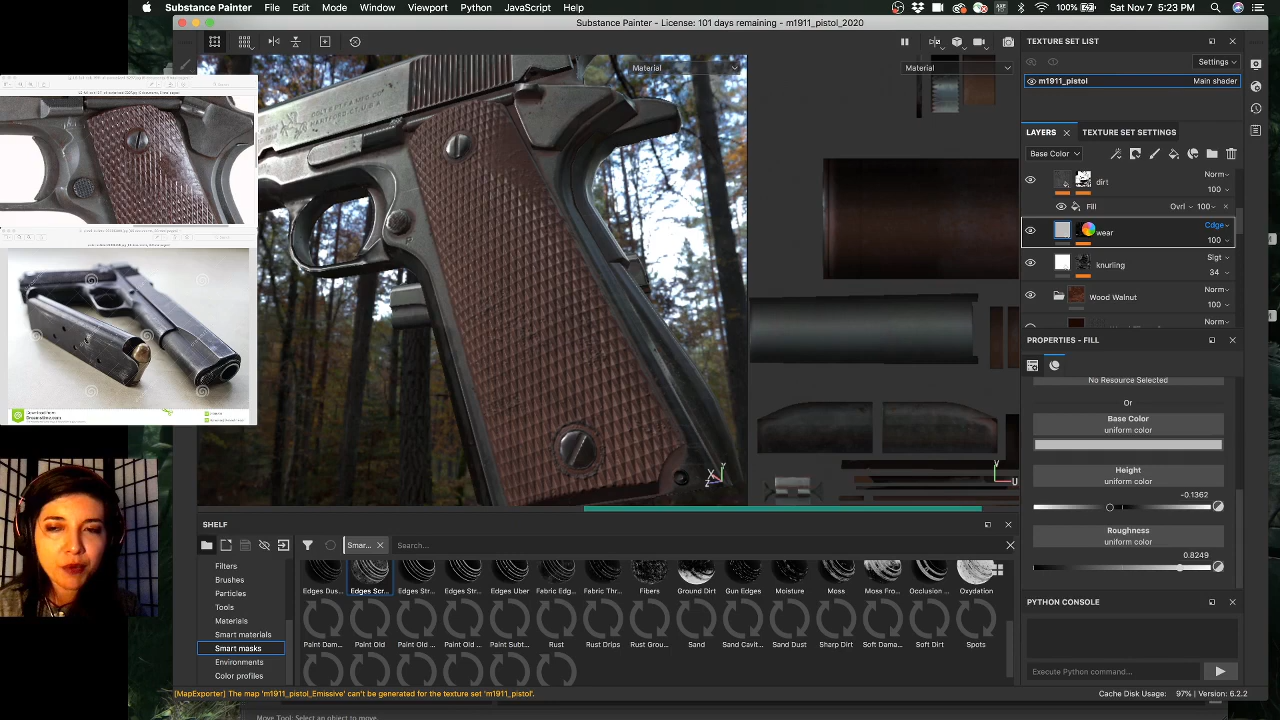 Substance Painter File Edit Mode Window Viewport Python JavaScript Help
100% Sat Nov 7 5:23 PM
Substance Painter - License: 101 days remaining - m1911_pistol_2020
Material
Material
TEXTURE SET LIST
Settings
m1911_pistol Main shader
LAYERS TEXTURE SET SETTINGS
Base Color
dirt Norm
100
Fill Ovrl 100
wear Cdge
100
knurling Slgt
34
Wood Walnut Norm
100
PROPERTIES - FILL
No Resource Selected
Or
Base Color
uniform color
Height
uniform color
-0.1362
Roughness
uniform color
0.8249
X Y Z
V U
SHELF
Smar...
Search...
Filters
Brushes
Particles
Tools
Materials
Smart materials
Smart masks
Environments
Color profiles
Edges Dus... Edges Scr... Edges Str... Edges Str... Edges Uber Fabric Edg... Fabric Thr... Fibers Ground Dirt Gun Edges Moisture Moss Moss Fro... Occlusion ... Oxydation
Paint Dam... Paint Old Paint Old ... Paint Old ... Paint Subt... Rust Rust Drips Rust Grou... Sand Sand Cavit... Sand Dust Sharp Dirt Soft Dama... Soft Dirt Spots
PYTHON CONSOLE
Execute Python command...
[MapExporter] The map 'm1911_pistol_Emissive' can't be generated for the texture set 'm1911_pistol'.
Cache Disk Usage: 97% | Version: 6.2.2
Move Tool: Select an object to move.